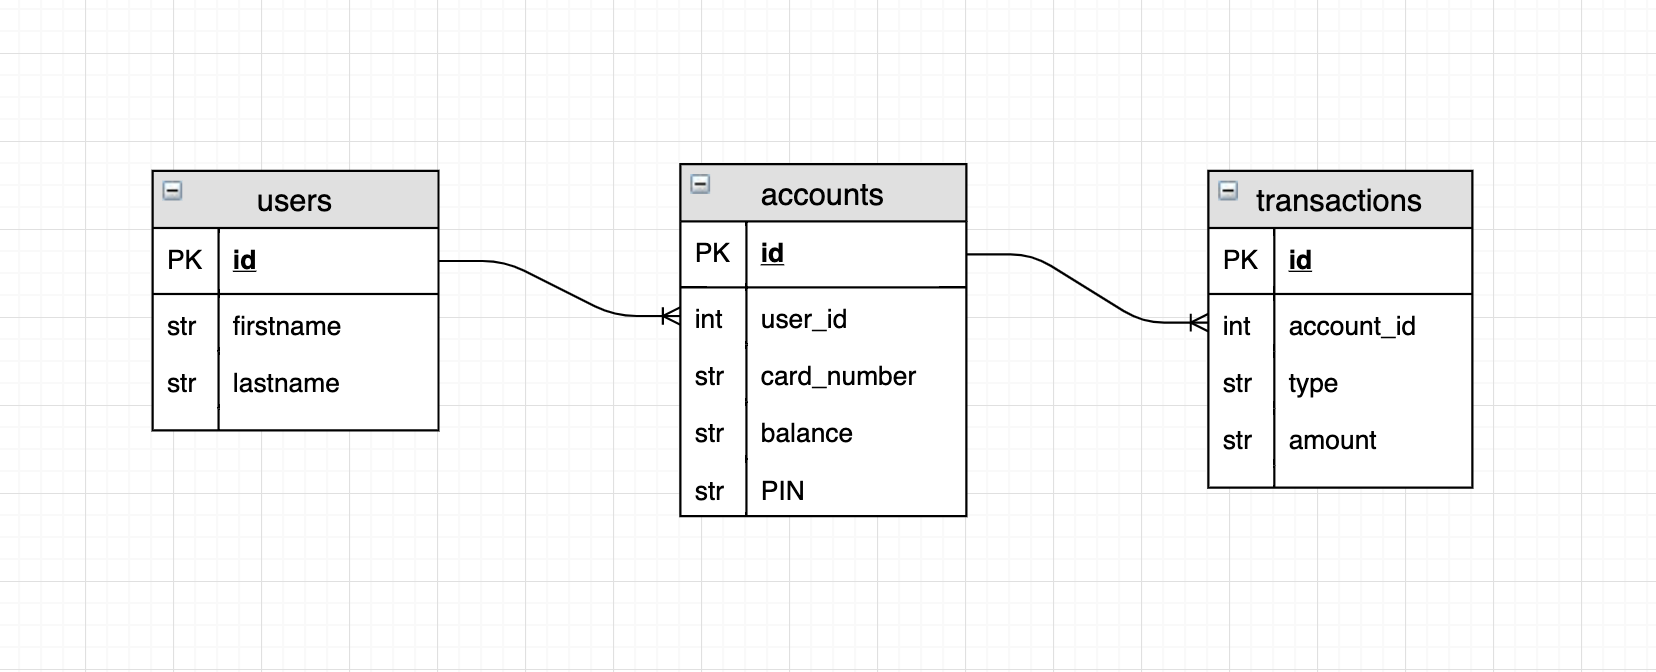 users
PK id
str firstname
str lastname
accounts
PK id
int user_id
str card_number
str balance
str PIN
transactions
PK id
int account_id
str type
str amount